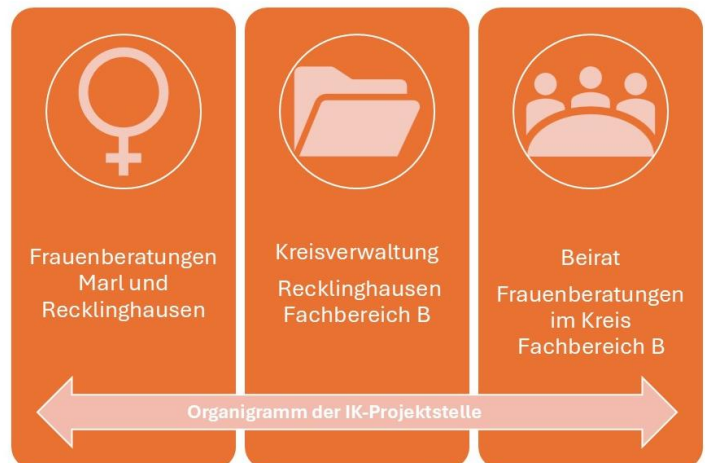 Frauenberatungen
Marl und
Recklinghausen
Kreisverwaltung
Recklinghausen
Fachbereich B
Beirat
Frauenberatungen
im Kreis
Fachbereich B
Organigramm der IK-Projektstelle